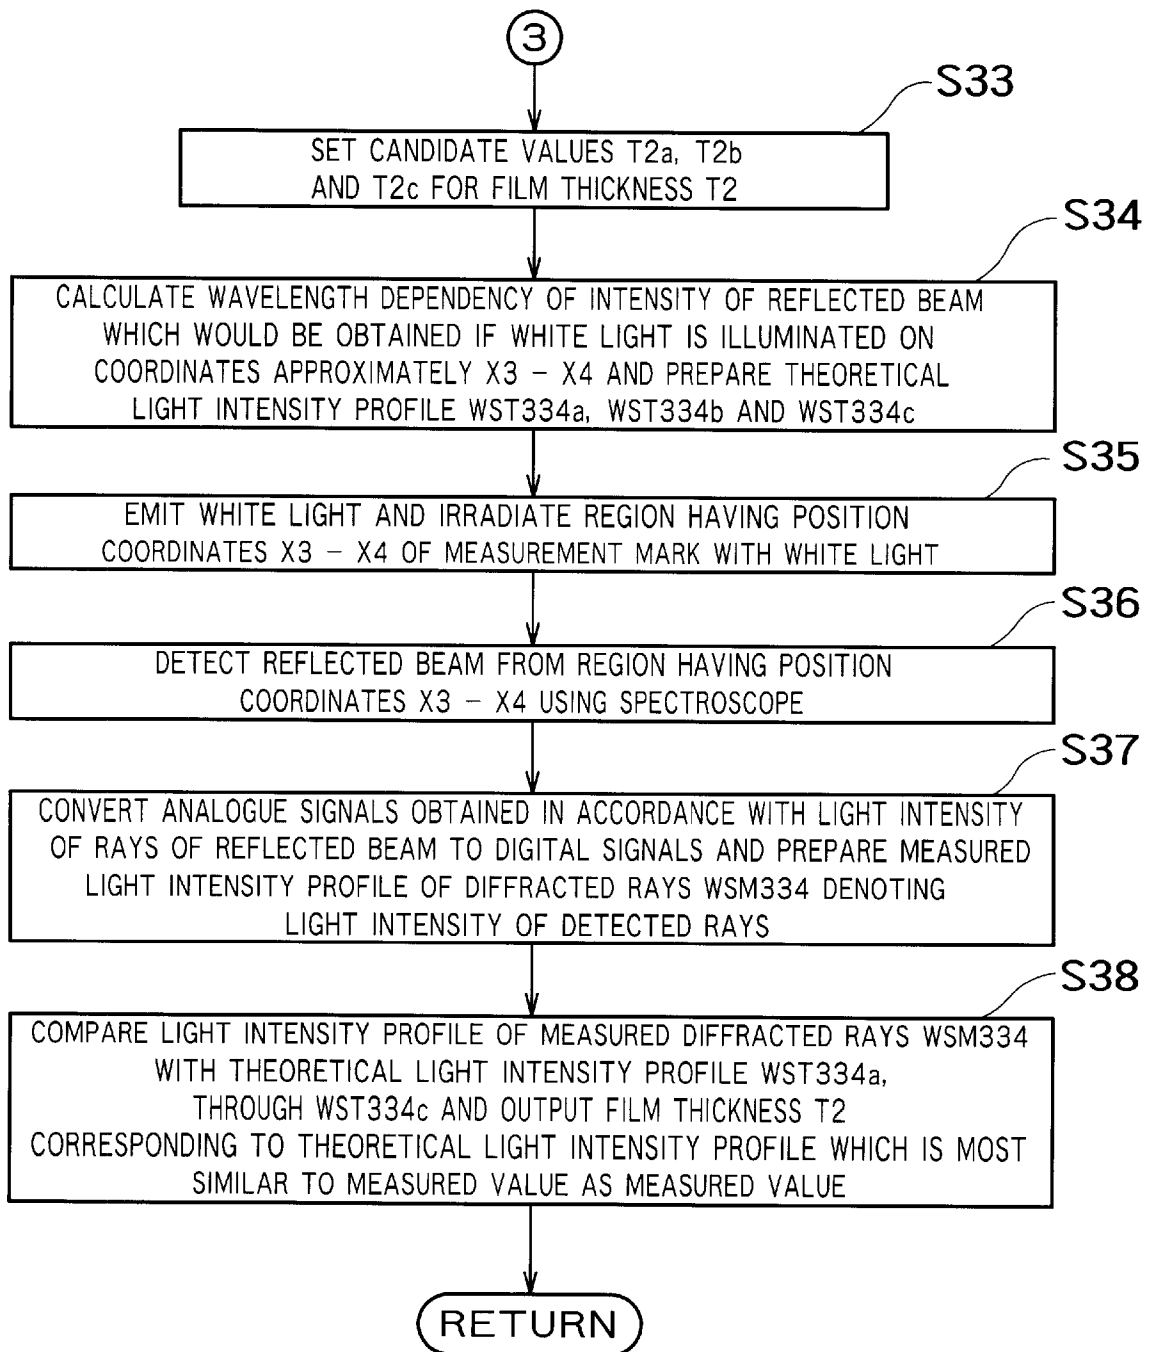 3
S33
SET CANDIDATE VALUES T2a, T2b
AND T2c FOR FILM THICKNESS T2
S34
CALCULATE WAVELENGTH DEPENDENCY OF INTENSITY OF REFLECTED BEAM
WHICH WOULD BE OBTAINED IF WHITE LIGHT IS ILLUMINATED ON
COORDINATES APPROXIMATELY X3 – X4 AND PREPARE THEORETICAL
LIGHT INTENSITY PROFILE WST334a, WST334b AND WST334c
S35
EMIT WHITE LIGHT AND IRRADIATE REGION HAVING POSITION
COORDINATES X3 – X4 OF MEASUREMENT MARK WITH WHITE LIGHT
S36
DETECT REFLECTED BEAM FROM REGION HAVING POSITION
COORDINATES X3 – X4 USING SPECTROSCOPE
S37
CONVERT ANALOGUE SIGNALS OBTAINED IN ACCORDANCE WITH LIGHT INTENSITY
OF RAYS OF REFLECTED BEAM TO DIGITAL SIGNALS AND PREPARE MEASURED
LIGHT INTENSITY PROFILE OF DIFFRACTED RAYS WSM334 DENOTING
LIGHT INTENSITY OF DETECTED RAYS
S38
COMPARE LIGHT INTENSITY PROFILE OF MEASURED DIFFRACTED RAYS WSM334
WITH THEORETICAL LIGHT INTENSITY PROFILE WST334a,
THROUGH WST334c AND OUTPUT FILM THICKNESS T2
CORRESPONDING TO THEORETICAL LIGHT INTENSITY PROFILE WHICH IS MOST
SIMILAR TO MEASURED VALUE AS MEASURED VALUE
RETURN